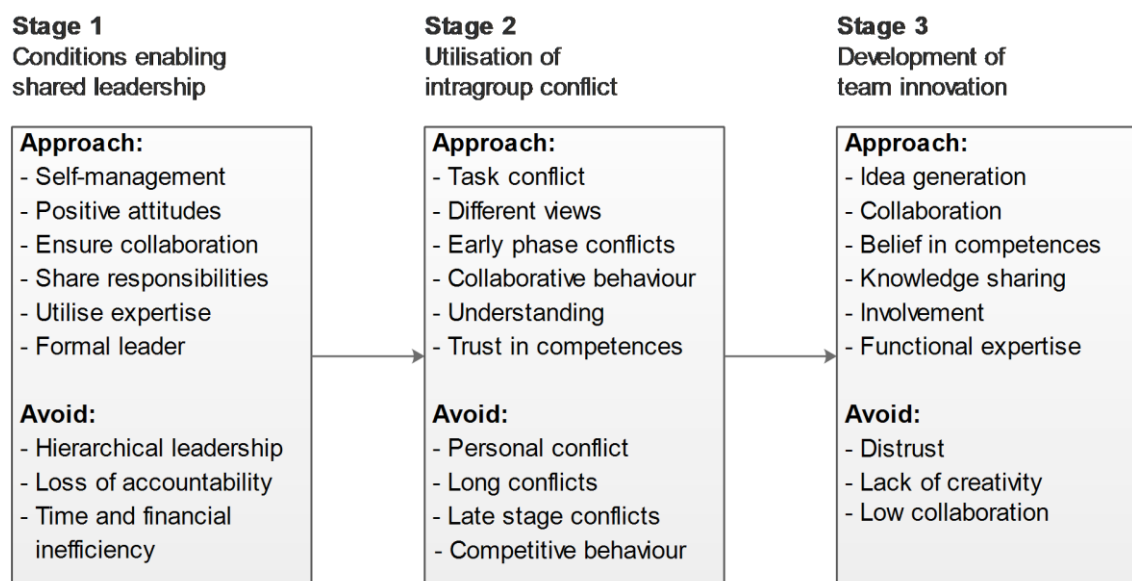 Stage 1
Conditions enabling
shared leadership
Approach:
- Self-management
- Positive attitudes
- Ensure collaboration
- Share responsibilities
- Utilise expertise
- Formal leader
Avoid:
- Hierarchical leadership
- Loss of accountability
- Time and financial
inefficiency
Stage 2
Utilisation of
intragroup conflict
Approach:
- Task conflict
- Different views
- Early phase conflicts
- Collaborative behaviour
- Understanding
- Trust in competences
Avoid:
- Personal conflict
- Long conflicts
- Late stage conflicts
- Competitive behaviour
Stage 3
Development of
team innovation
Approach:
- Idea generation
- Collaboration
- Belief in competences
- Knowledge sharing
- Involvement
- Functional expertise
Avoid:
- Distrust
- Lack of creativity
- Low collaboration